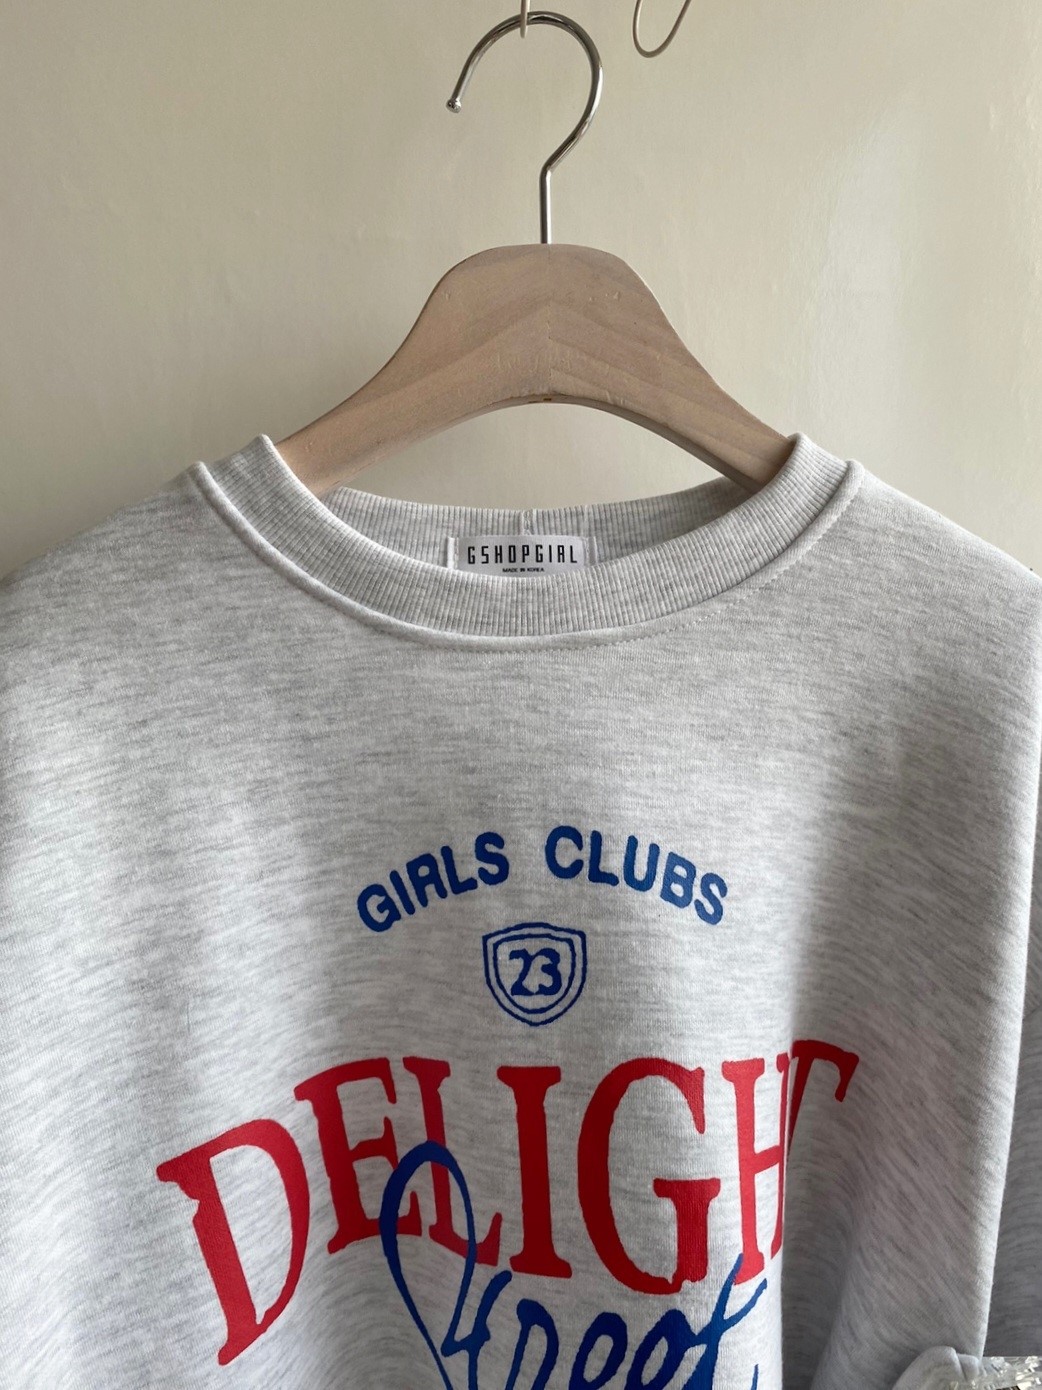 GSHOPGIRL
MADE IN KOREA
GIRLS CLUBS
23
DELIGHT